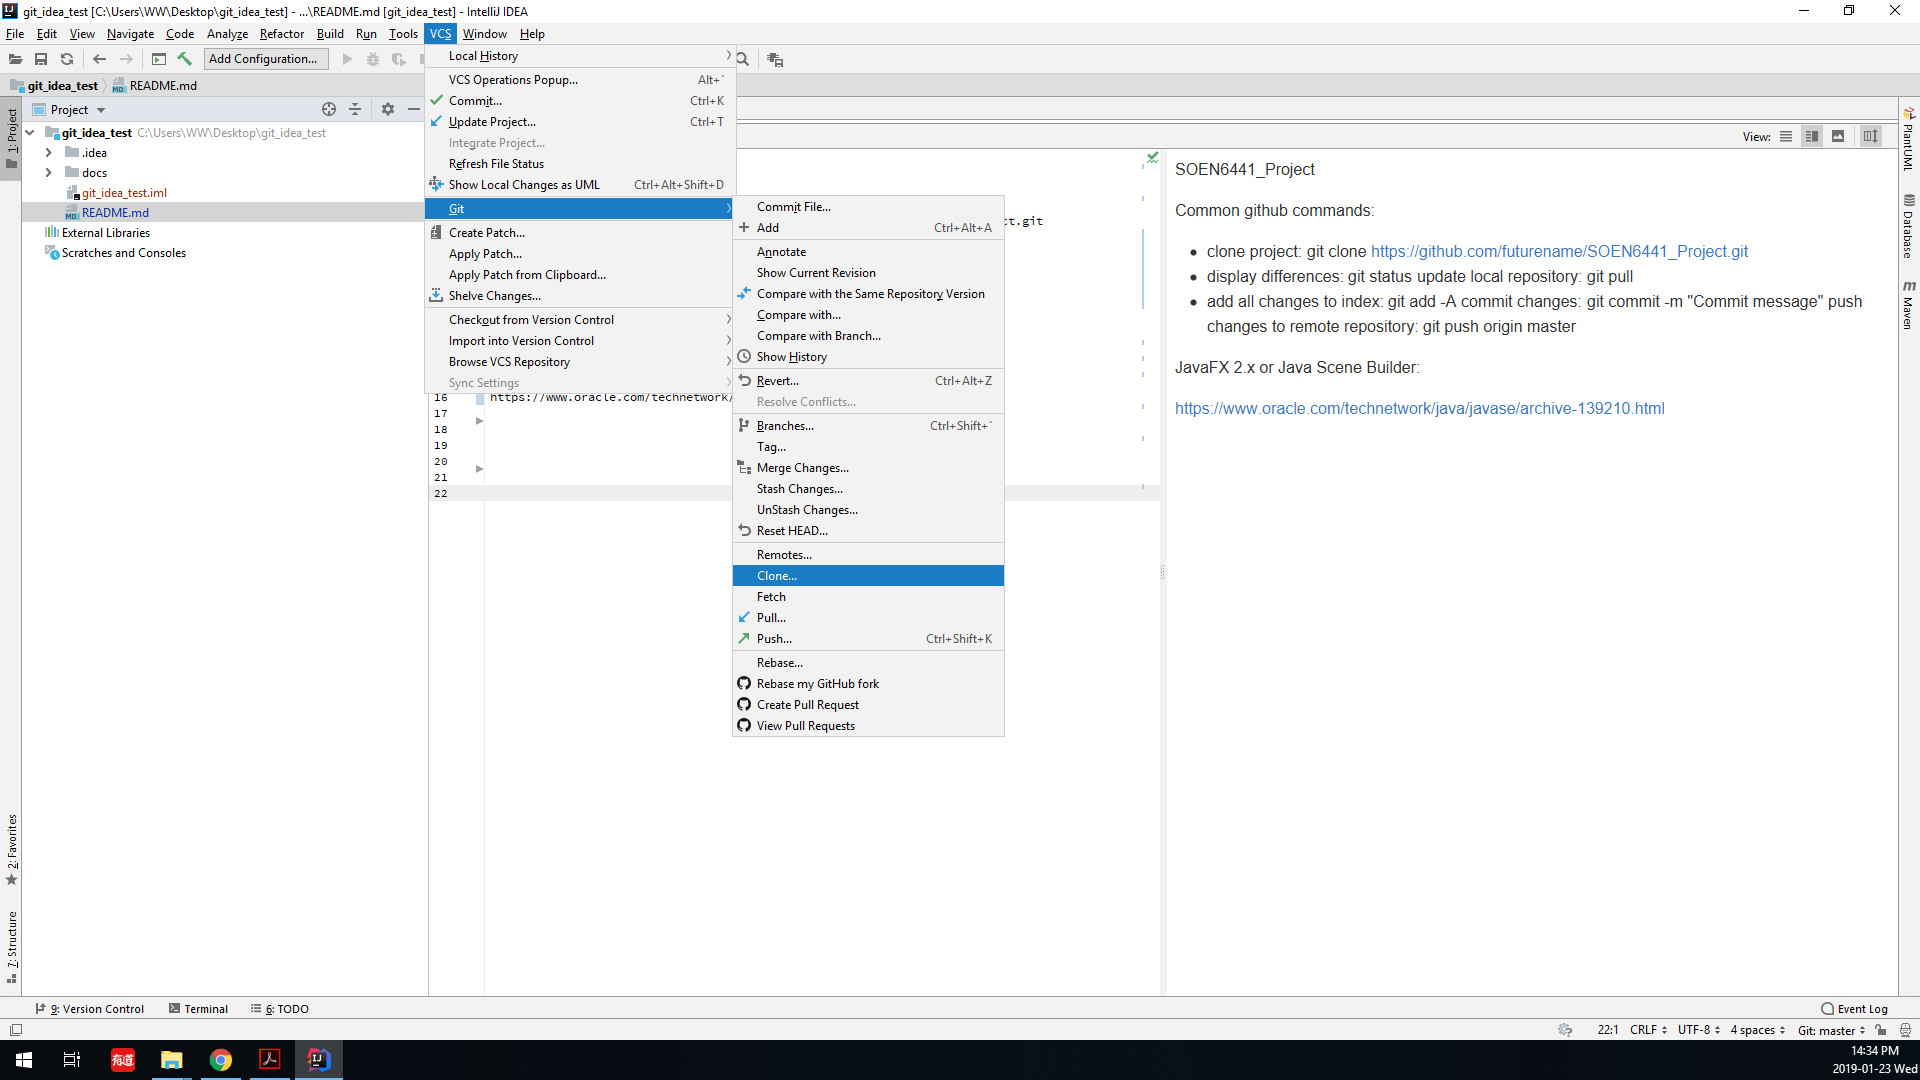 git_idea_test [C:\Users\WW\Desktop\git_idea_test] - ...\README.md [git_idea_test] - IntelliJ IDEA
File Edit View Navigate Code Analyze Refactor Build Run Tools VCS Window Help
Add Configuration...
git_idea_test README.md
Project
git_idea_test C:\Users\WW\Desktop\git_idea_test
.idea
docs
git_idea_test.iml
README.md
External Libraries
Scratches and Consoles
1: Project
2: Favorites
7: Structure
Local History
VCS Operations Popup... Alt+`
Commit... Ctrl+K
Update Project... Ctrl+T
Integrate Project...
Refresh File Status
Show Local Changes as UML Ctrl+Alt+Shift+D
Git
Create Patch...
Apply Patch...
Apply Patch from Clipboard...
Shelve Changes...
Checkout from Version Control
Import into Version Control
Browse VCS Repository
Sync Settings
Commit File...
Add Ctrl+Alt+A
Annotate
Show Current Revision
Compare with the Same Repository Version
Compare with...
Compare with Branch...
Show History
Revert... Ctrl+Alt+Z
Resolve Conflicts...
Branches... Ctrl+Shift+`
Tag...
Merge Changes...
Stash Changes...
UnStash Changes...
Reset HEAD...
Remotes...
Clone...
Fetch
Pull...
Push... Ctrl+Shift+K
Rebase...
Rebase my GitHub fork
Create Pull Request
View Pull Requests
ct.git
16 https://www.oracle.com/technetwork/
17
18
19
20
21
22
View:
SOEN6441_Project
Common github commands:
• clone project: git clone https://github.com/futurename/SOEN6441_Project.git
• display differences: git status update local repository: git pull
• add all changes to index: git add -A commit changes: git commit -m "Commit message" push
changes to remote repository: git push origin master
JavaFX 2.x or Java Scene Builder:
https://www.oracle.com/technetwork/java/javase/archive-139210.html
PlantUML
Database
m Maven
9: Version Control Terminal 6: TODO Event Log
22:1 CRLF UTF-8 4 spaces Git: master
有道
14:34 PM
2019-01-23 Wed